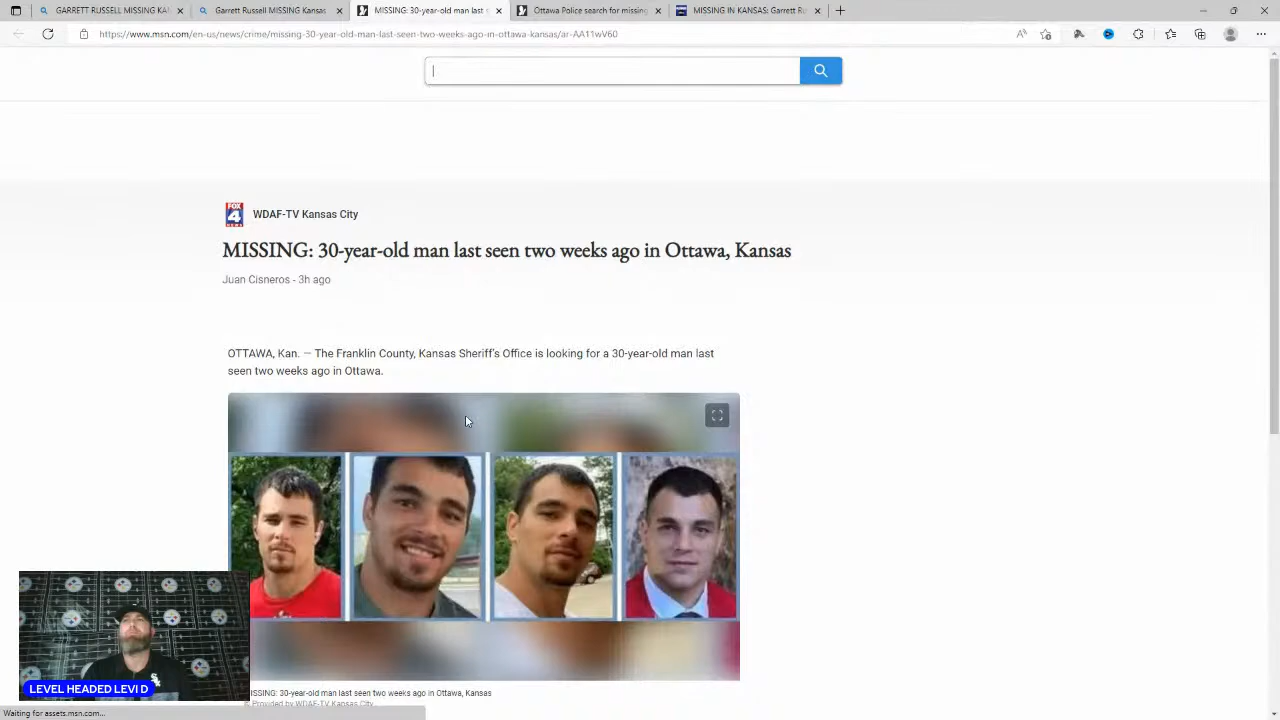 GARRETT RUSSELL MISSING KAN
Garrett Russell MISSING Kansas
MISSING: 30-year-old man last s
Ottawa Police search for missing
MISSING IN KANSAS: Garrett Ru
https://www.msn.com/en-us/news/crime/missing-30-year-old-man-last-seen-two-weeks-ago-in-ottawa-kansas/ar-AA11wV60
FOX 4 NEWS
WDAF-TV Kansas City
MISSING: 30-year-old man last seen two weeks ago in Ottawa, Kansas
Juan Cisneros - 3h ago
OTTAWA, Kan. — The Franklin County, Kansas Sheriff's Office is looking for a 30-year-old man last
seen two weeks ago in Ottawa.
LEVEL HEADED LEVI D
SSING: 30-year-old man last seen two weeks ago in Ottawa, Kansas
© Provided by WDAF-TV Kansas City
Waiting for assets.msn.com...